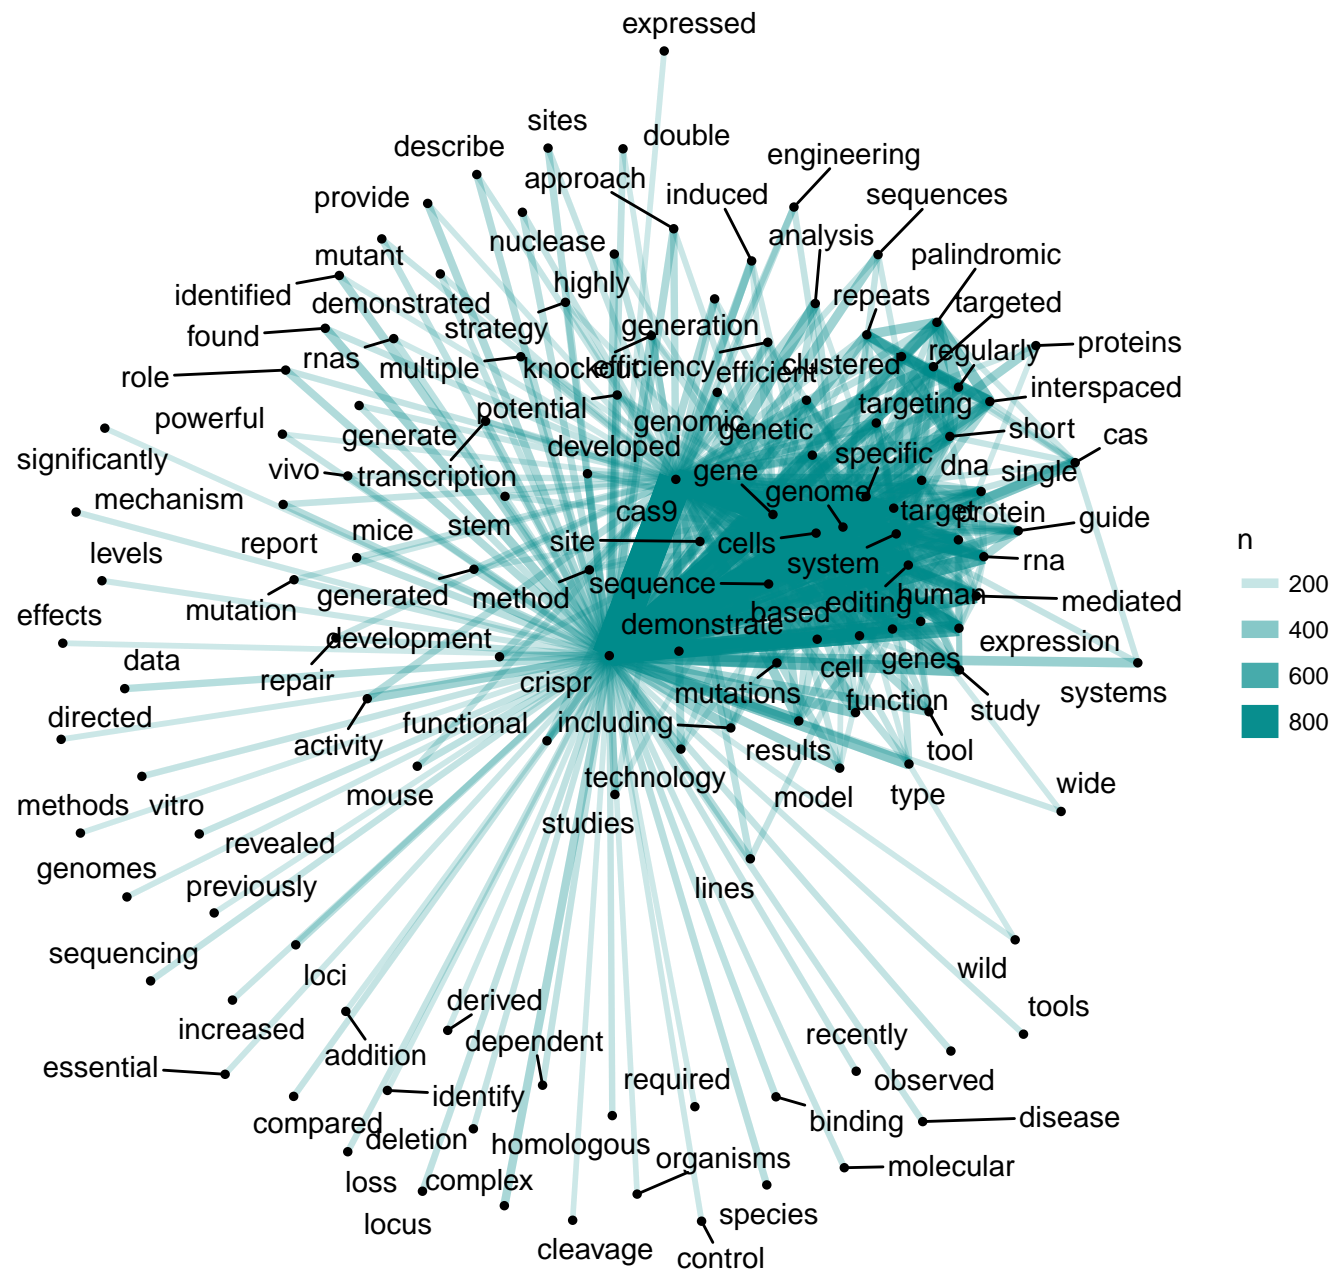 expressed
sites
double
describe
engineering
approach
induced
sequences
provide
analysis
nuclease
palindromic
mutant
highly
identified
demonstrated
repeats
targeted
strategy
generation
found
rnas
multiple
knockout
efficiency
efficient
clustered
regularly
proteins
role
interspaced
potential
targeting
powerful
generate
genomic
genetic
short
cas
developed
significantly
vivo
transcription
gene
specific
dna
single
mechanism
genome
cas9
target
protein
guide
mice
stem
report
site
cells
levels
system
rna
mutation
generated
method
sequence
based
editing
human
mediated
effects
development
demonstrate
expression
data
repair
crispr
cell
genes
systems
mutations
function
study
directed
functional
including
activity
results
tool
technology
wide
methods
vitro
mouse
model
type
studies
revealed
genomes
previously
lines
sequencing
loci
wild
derived
tools
increased
addition
dependent
recently
essential
required
observed
identify
compared
deletion
homologous
binding
disease
organisms
molecular
loss
complex
locus
species
cleavage
control
n
200
400
600
800